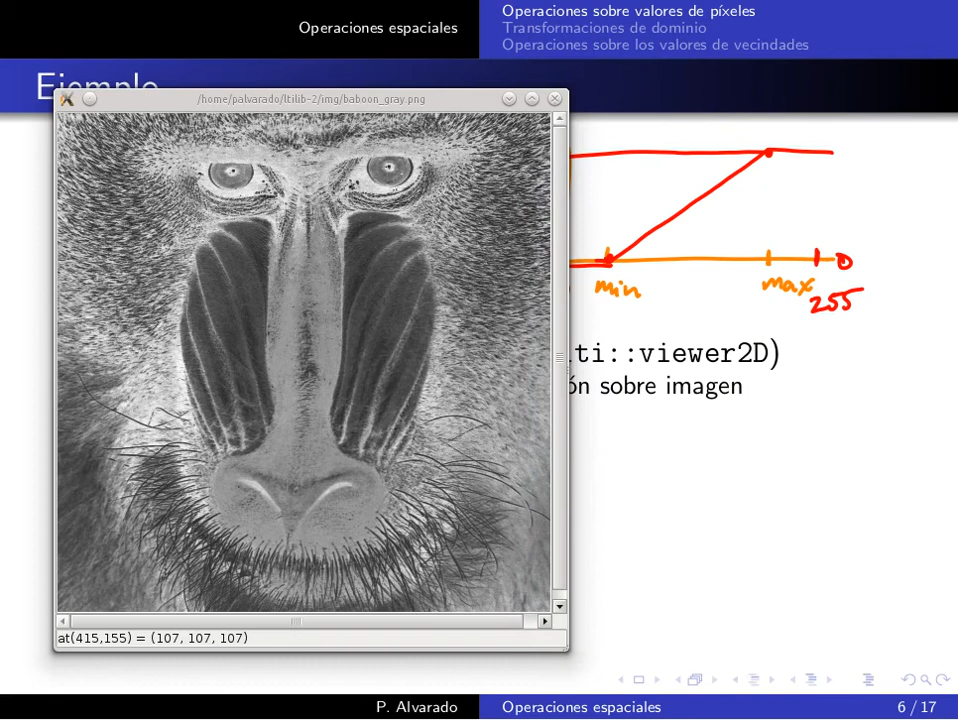 Operaciones espaciales
Operaciones sobre valores de píxeles
Transformaciones de dominio
Operaciones sobre los valores de vecindades
Ejemplo
/home/palvarado/ltilib-2/img/baboon_gray.png
min
max
255
lti::viewer2D)
ón sobre imagen
at(415,155) = (107, 107, 107)
P. Alvarado
Operaciones espaciales
6 / 17